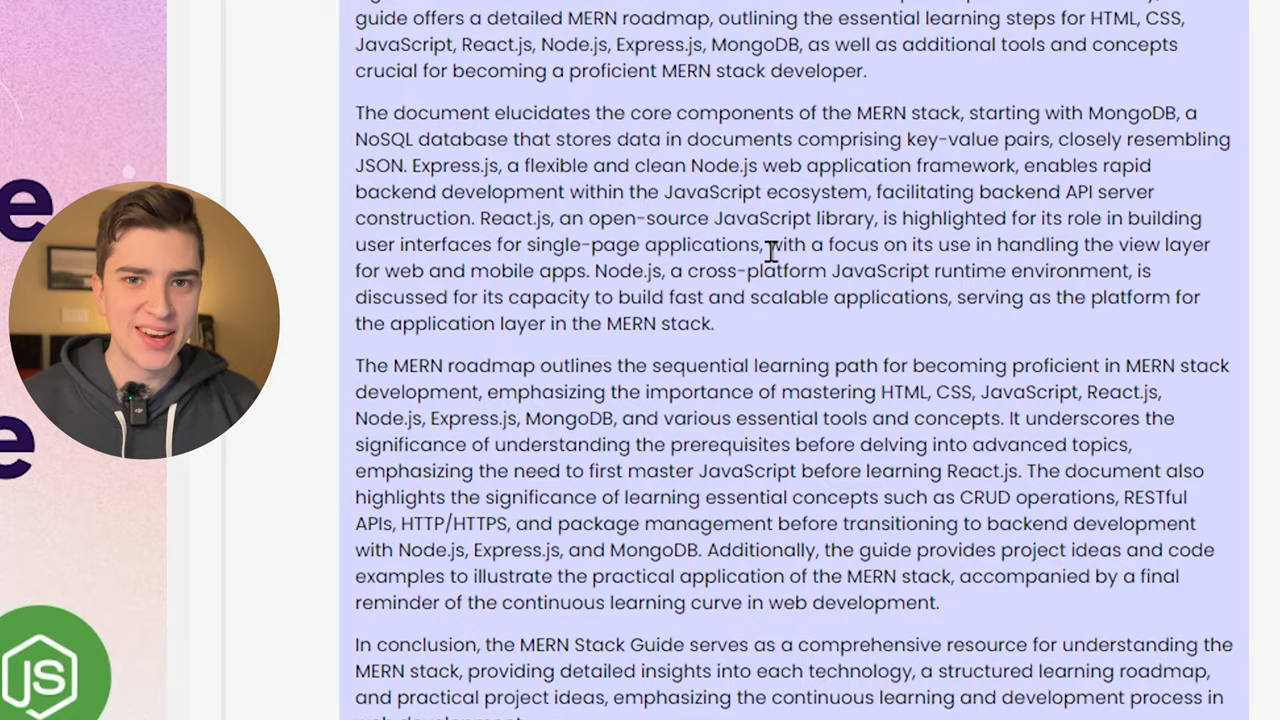 guide offers a detailed MERN roadmap, outlining the essential learning steps for HTML, CSS,
JavaScript, React.js, Node.js, Express.js, MongoDB, as well as additional tools and concepts
crucial for becoming a proficient MERN stack developer.
The document elucidates the core components of the MERN stack, starting with MongoDB, a
NoSQL database that stores data in documents comprising key-value pairs, closely resembling
JSON. Express.js, a flexible and clean Node.js web application framework, enables rapid
backend development within the JavaScript ecosystem, facilitating backend API server
construction. React.js, an open-source JavaScript library, is highlighted for its role in building
user interfaces for single-page applications, with a focus on its use in handling the view layer
for web and mobile apps. Node.js, a cross-platform JavaScript runtime environment, is
discussed for its capacity to build fast and scalable applications, serving as the platform for
the application layer in the MERN stack.
The MERN roadmap outlines the sequential learning path for becoming proficient in MERN stack
development, emphasizing the importance of mastering HTML, CSS, JavaScript, React.js,
Node.js, Express.js, MongoDB, and various essential tools and concepts. It underscores the
significance of understanding the prerequisites before delving into advanced topics,
emphasizing the need to first master JavaScript before learning React.js. The document also
highlights the significance of learning essential concepts such as CRUD operations, RESTful
APIs, HTTP/HTTPS, and package management before transitioning to backend development
with Node.js, Express.js, and MongoDB. Additionally, the guide provides project ideas and code
examples to illustrate the practical application of the MERN stack, accompanied by a final
reminder of the continuous learning curve in web development.
In conclusion, the MERN Stack Guide serves as a comprehensive resource for understanding the
MERN stack, providing detailed insights into each technology, a structured learning roadmap,
and practical project ideas, emphasizing the continuous learning and development process in
e
e
JS